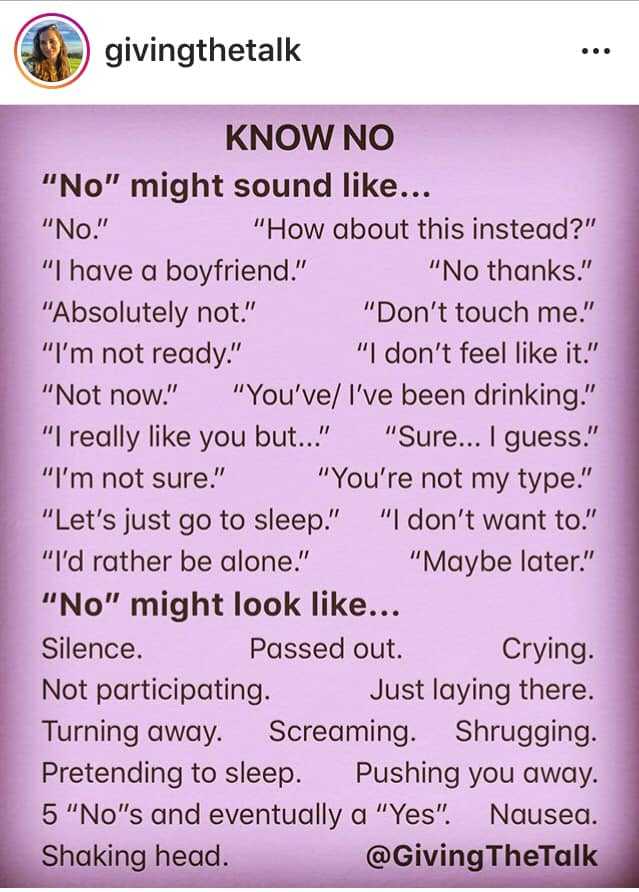 givingthetalk
KNOW NO
“No” might sound like...
“No.” “How about this instead?”
“I have a boyfriend.” “No thanks.”
“Absolutely not.” “Don’t touch me.”
“I’m not ready.” “I don’t feel like it.”
“Not now.” “You’ve/ I’ve been drinking.”
“I really like you but...” “Sure... I guess.”
“I’m not sure.” “You’re not my type.”
“Let’s just go to sleep.” “I don’t want to.”
“I’d rather be alone.” “Maybe later.”
“No” might look like...
Silence. Passed out. Crying.
Not participating. Just laying there.
Turning away. Screaming. Shrugging.
Pretending to sleep. Pushing you away.
5 “No”s and eventually a “Yes”. Nausea.
Shaking head. @GivingTheTalk